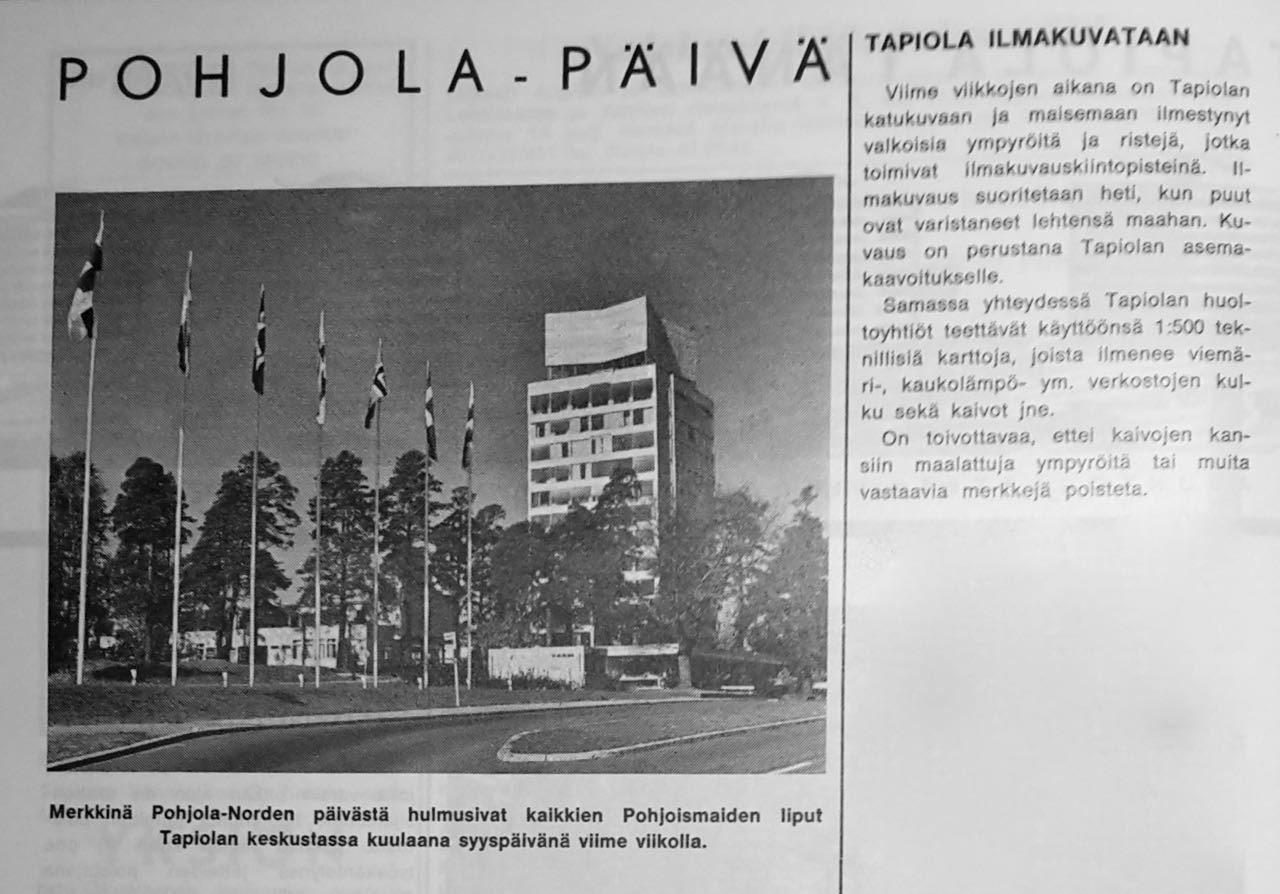 POHJOLA-PÄIVÄ
Merkkinä Pohjola-Norden päivästä hulmusivat kaikkien Pohjoismaiden liput
Tapiolan keskustassa kuulaana syyspäivänä viime viikolla.
TAPIOLA ILMAKUVATAAN
Viime viikkojen aikana on Tapiolan
katukuvaan ja maisemaan ilmestynyt
valkoisia ympyröitä ja ristejä, jotka
toimivat ilmakuvauskiintopisteinä. Il-
makuvaus suoritetaan heti, kun puut
ovat varistaneet lehtensä maahan. Ku-
vaus on perustana Tapiolan asema-
kaavoitukselle.
Samassa yhteydessä Tapiolan huol-
toyhtiöt teettävät käyttöönsä 1:500 tek-
nillisiä karttoja, joista ilmenee viemä-
ri-, kaukolämpö- ym. verkostojen kul-
ku sekä kaivot jne.
On toivottavaa, ettei kaivojen kan-
siin maalattuja ympyröitä tai muita
vastaavia merkkejä poisteta.